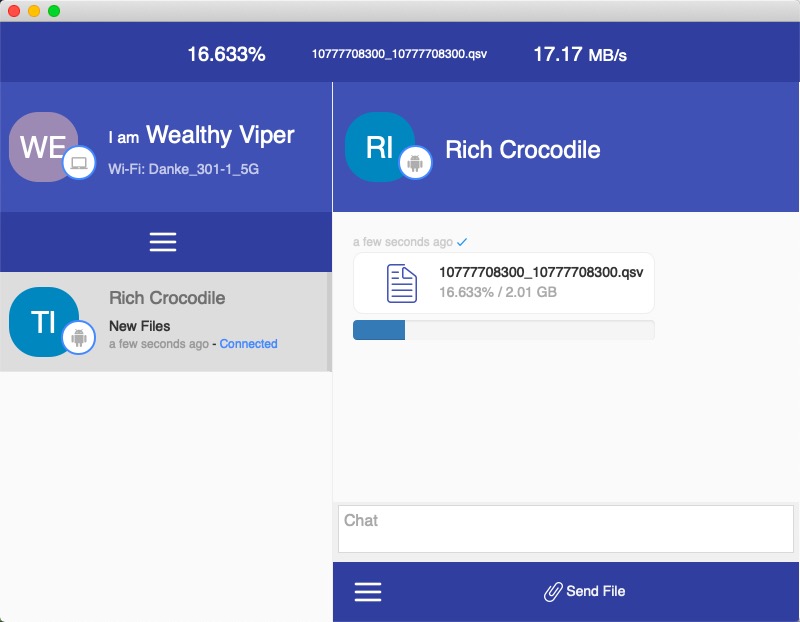 16.633% 10777708300_10777708300.qsv 17.17 MB/s
WE
I am Wealthy Viper
Wi-Fi: Danke_301-1_5G
RI
Rich Crocodile
TI
Rich Crocodile
New Files
a few seconds ago - Connected
a few seconds ago
10777708300_10777708300.qsv
16.633% / 2.01 GB
Chat
Send File